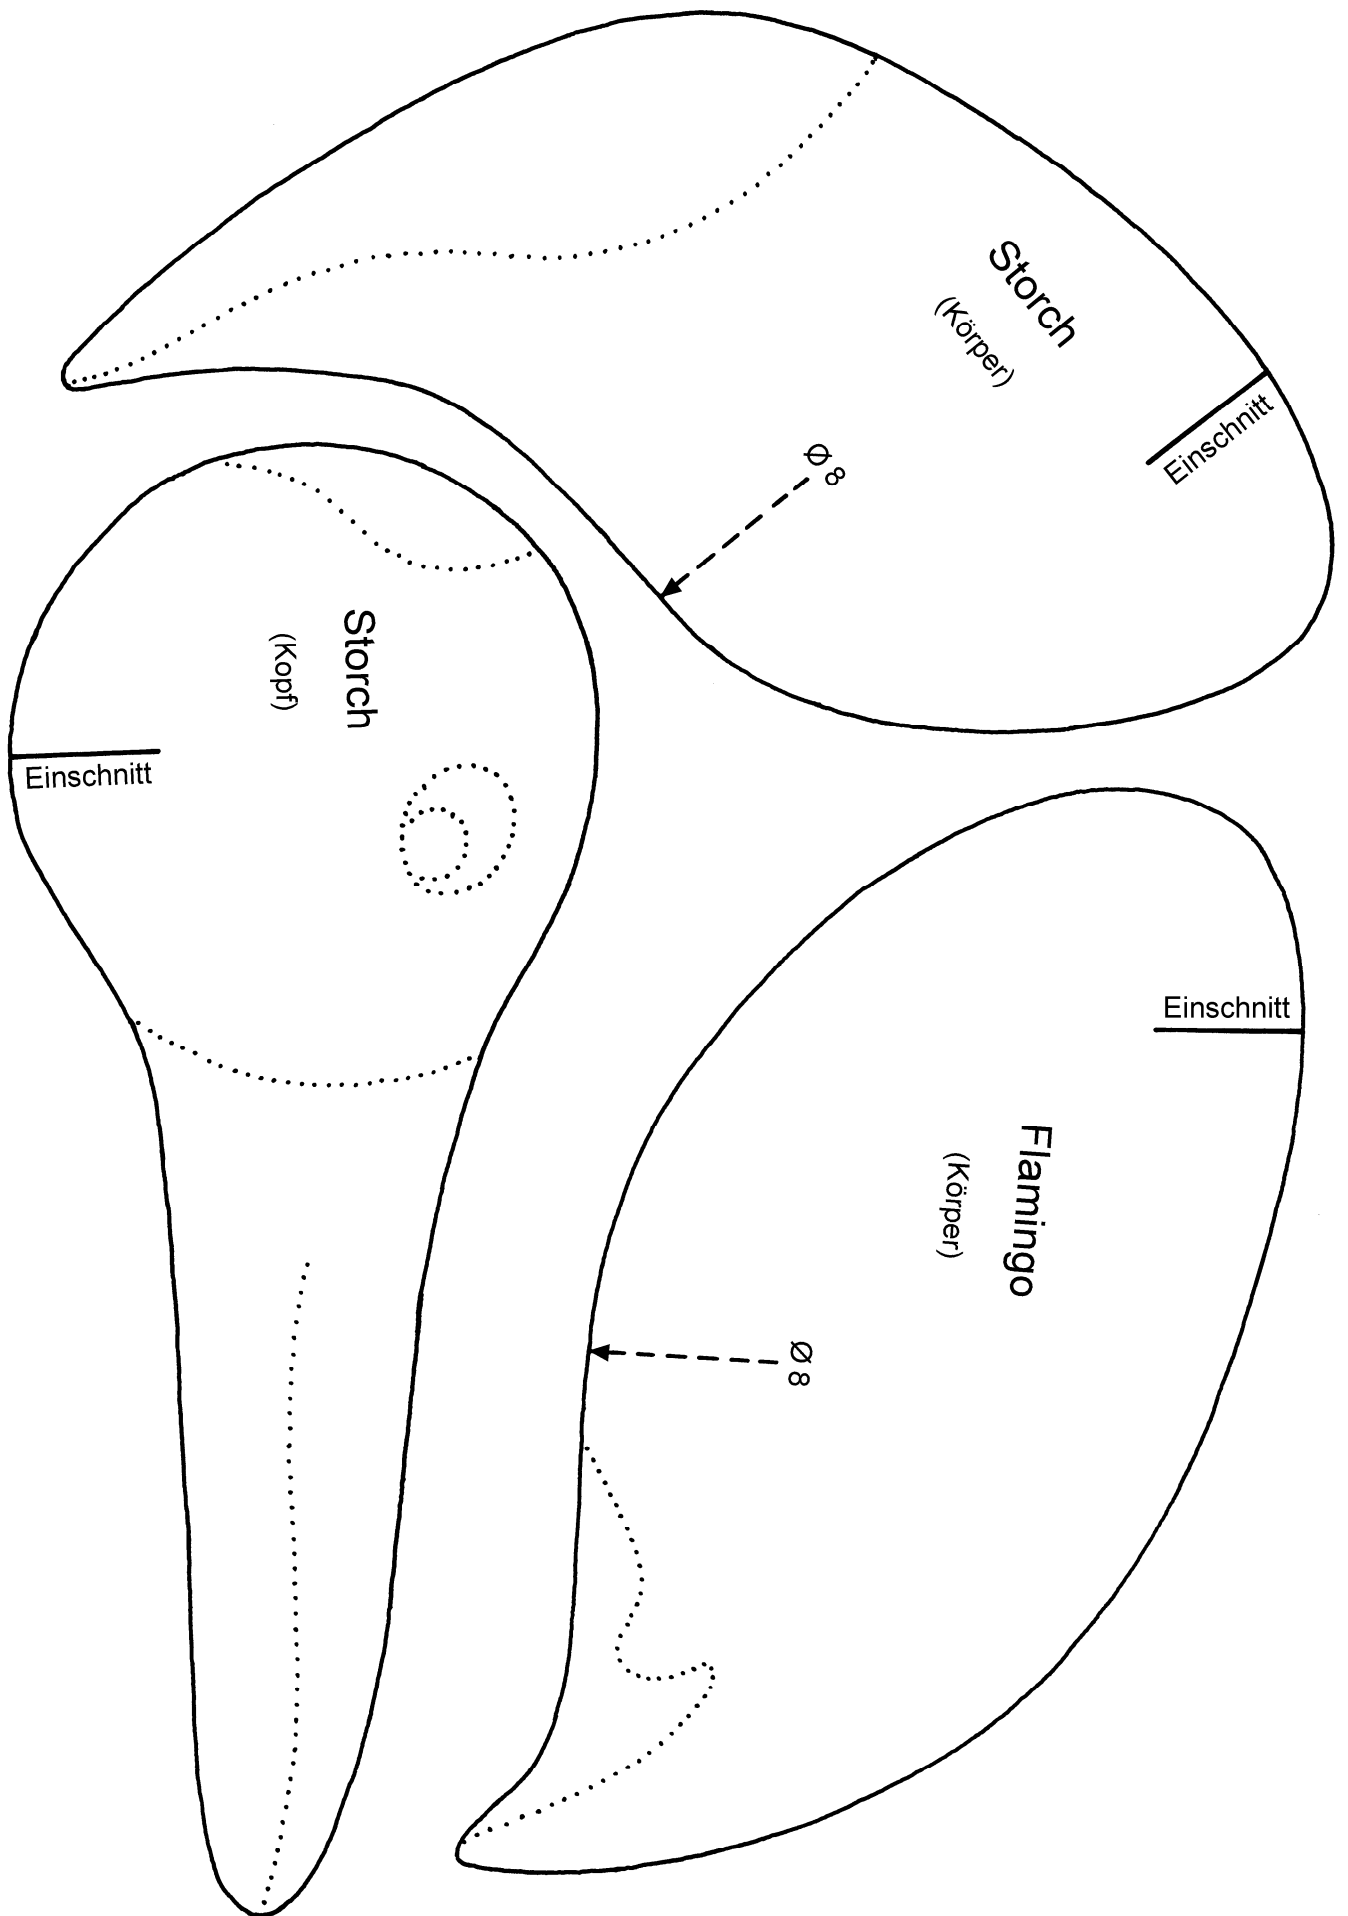 Storch
(Körper)
Einschnitt
Ø 8
Storch
(Kopf)
Einschnitt
Einschnitt
Flamingo
(Körper)
Ø 8